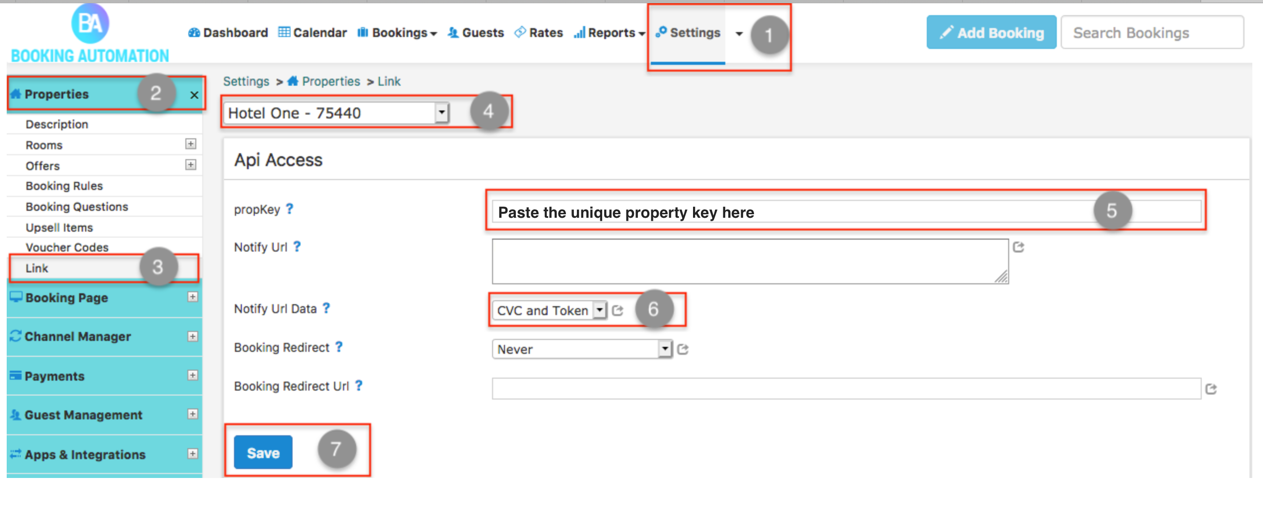 BA
BOOKING AUTOMATION
Dashboard Calendar Bookings Guests Rates Reports Settings 1 Add Booking Search Bookings
Properties 2 ×
Description
Rooms
Offers
Booking Rules
Booking Questions
Upsell Items
Voucher Codes
Link 3
Booking Page
Channel Manager
Payments
Guest Management
Apps & Integrations
Settings > Properties > Link
Hotel One - 75440 4
Api Access
propKey ? Paste the unique property key here 5
Notify Url ?
Notify Url Data ? CVC and Token 6
Booking Redirect ? Never
Booking Redirect Url ?
Save 7